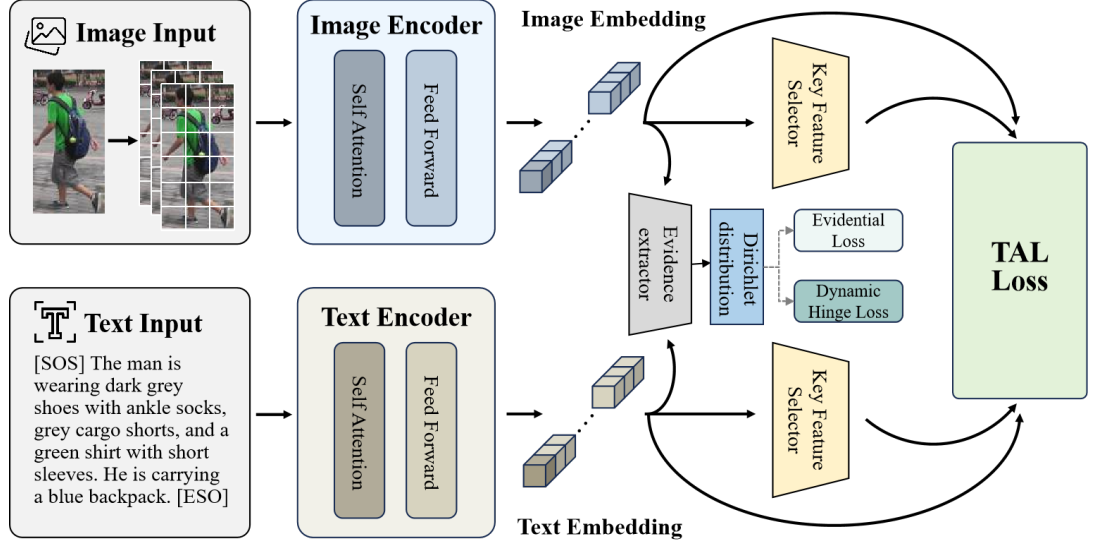 Image Input
Image Encoder
Self Attention
Feed Forward
Image Embedding
Key Feature
Selector
Evidence
extractor
Dirichlet
distribution
Evidential
Loss
Dynamic
Hinge Loss
TAL
Loss
Text Input
[SOS] The man is
wearing dark grey
shoes with ankle socks,
grey cargo shorts, and a
green shirt with short
sleeves. He is carrying
a blue backpack. [ESO]
Text Encoder
Self Attention
Feed Forward
Key Feature
Selector
Text Embedding